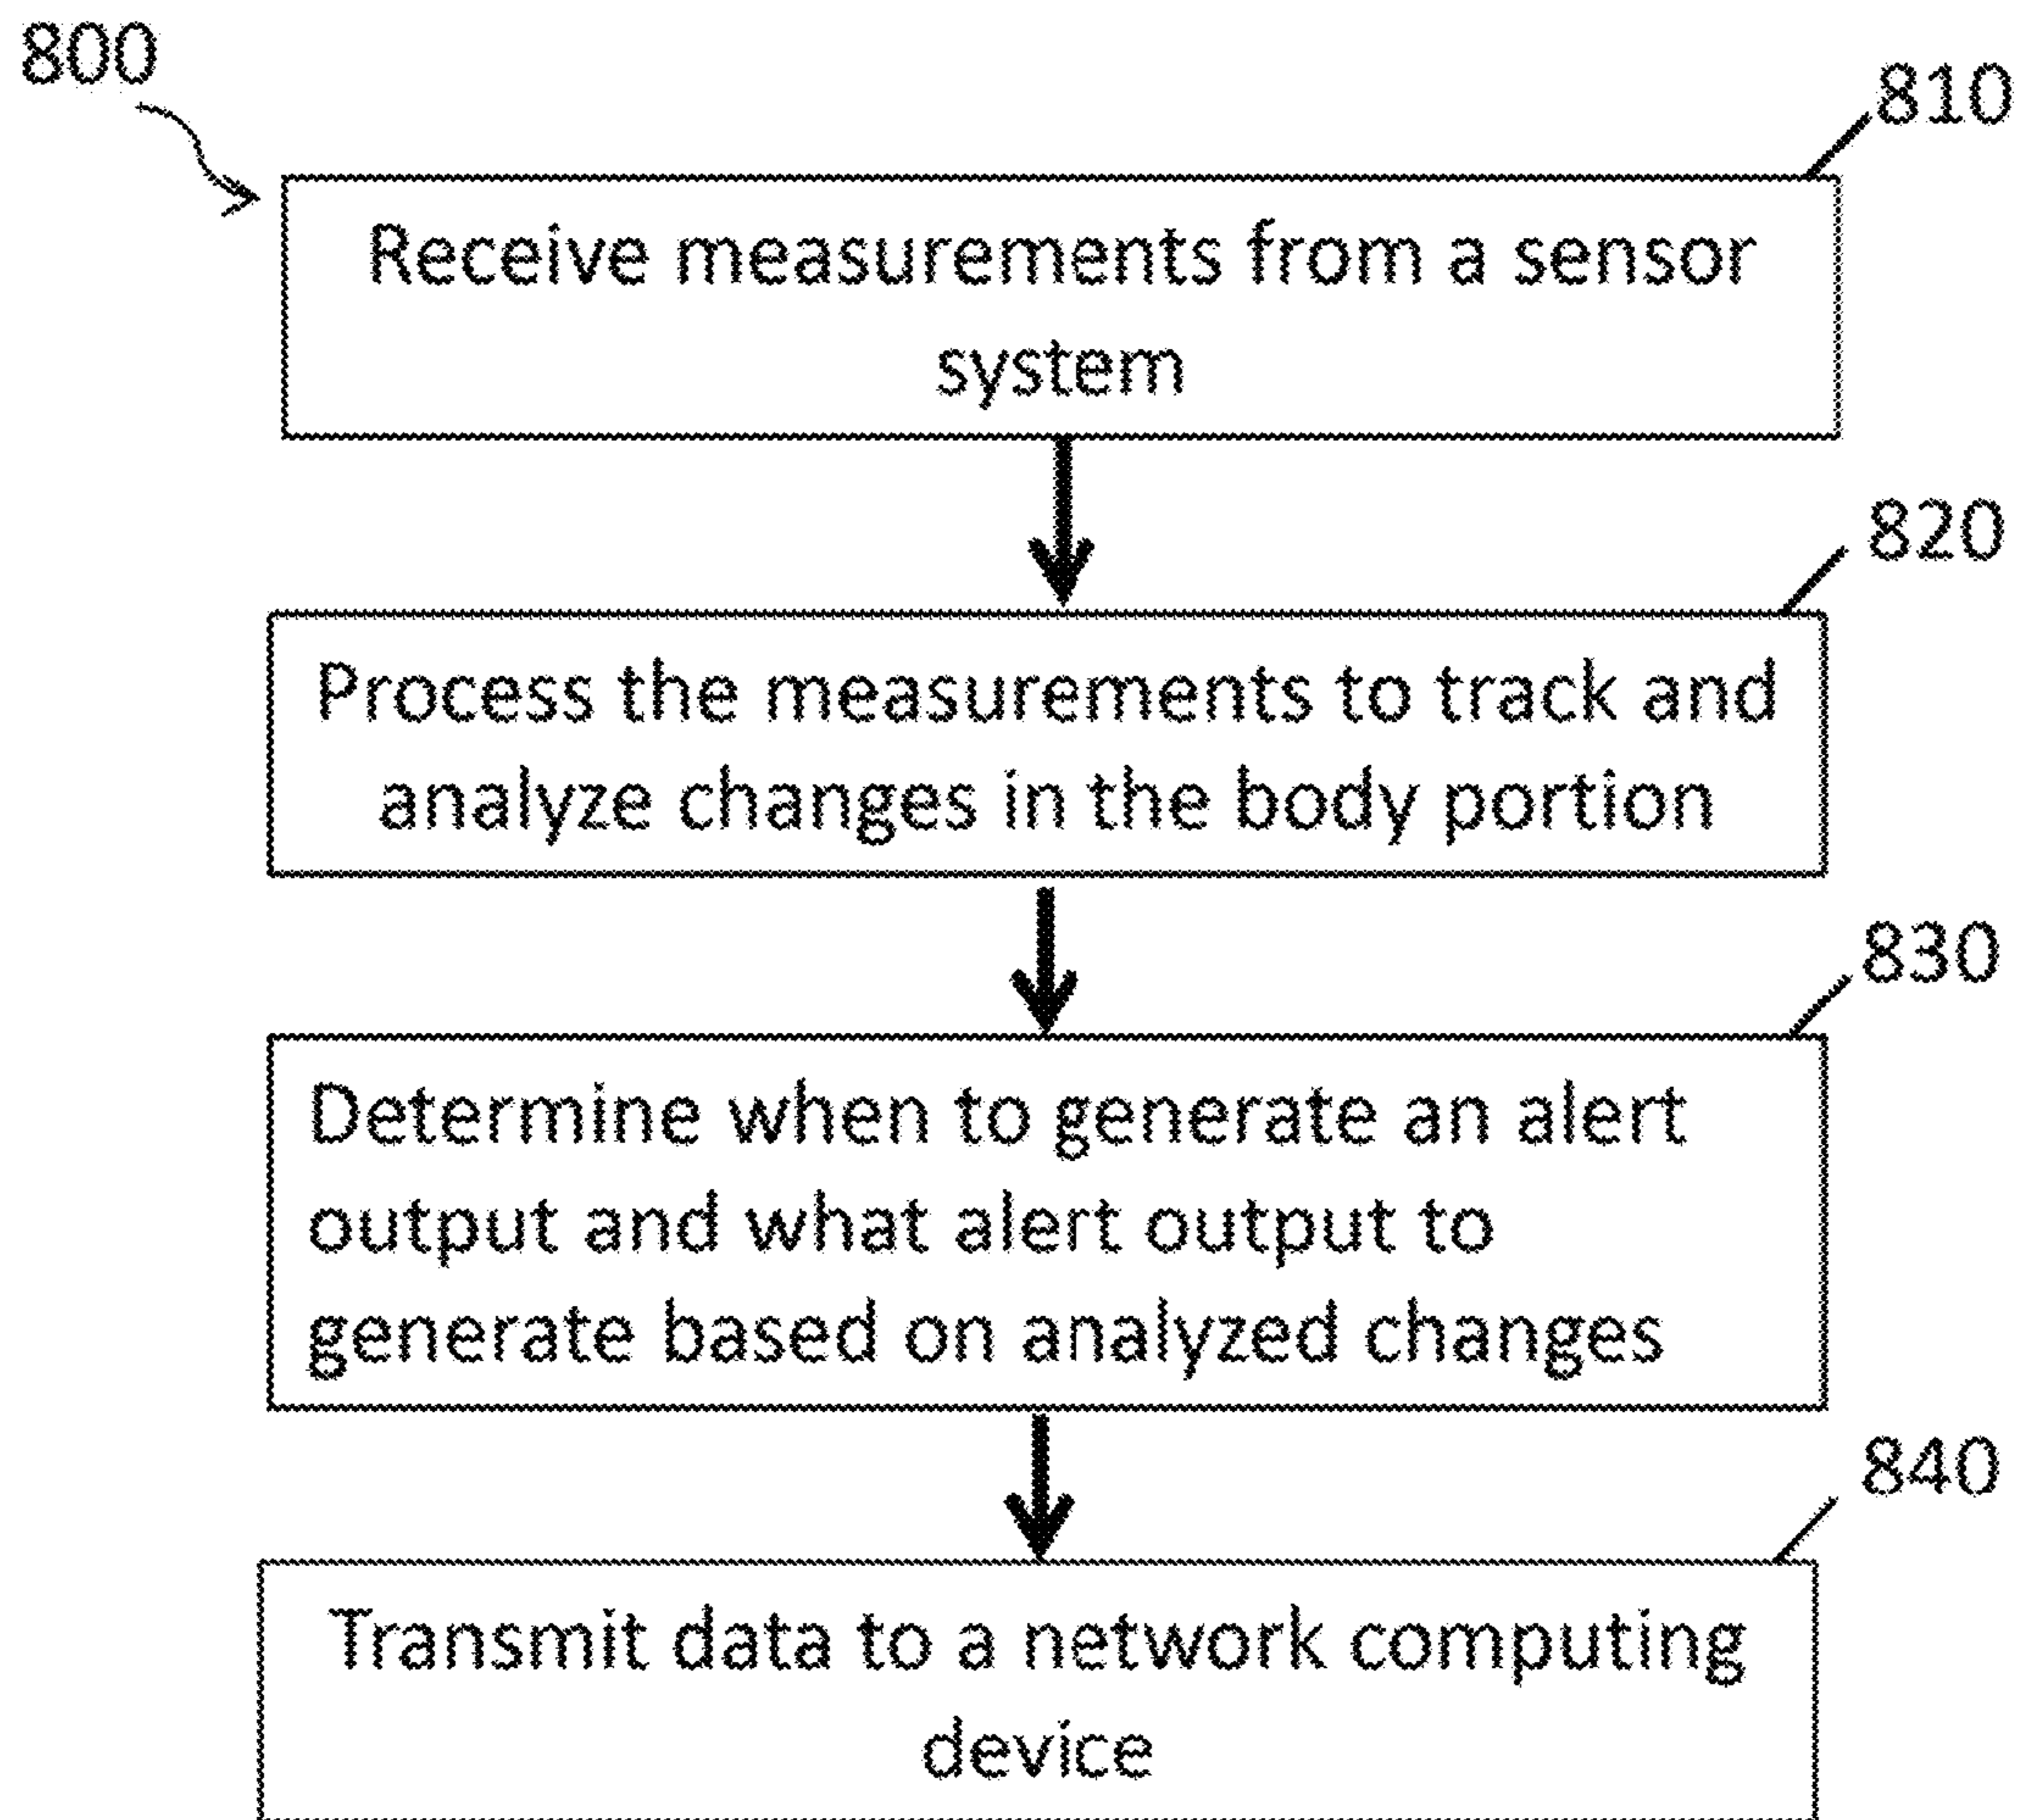 800
810
Receive measurements from a sensor
system
820
Process the measurements to track and
analyze changes in the body portion
830
Determine when to generate an alert
output and what alert output to
generate based on analyzed changes
840
Transmit data to a network computing
device